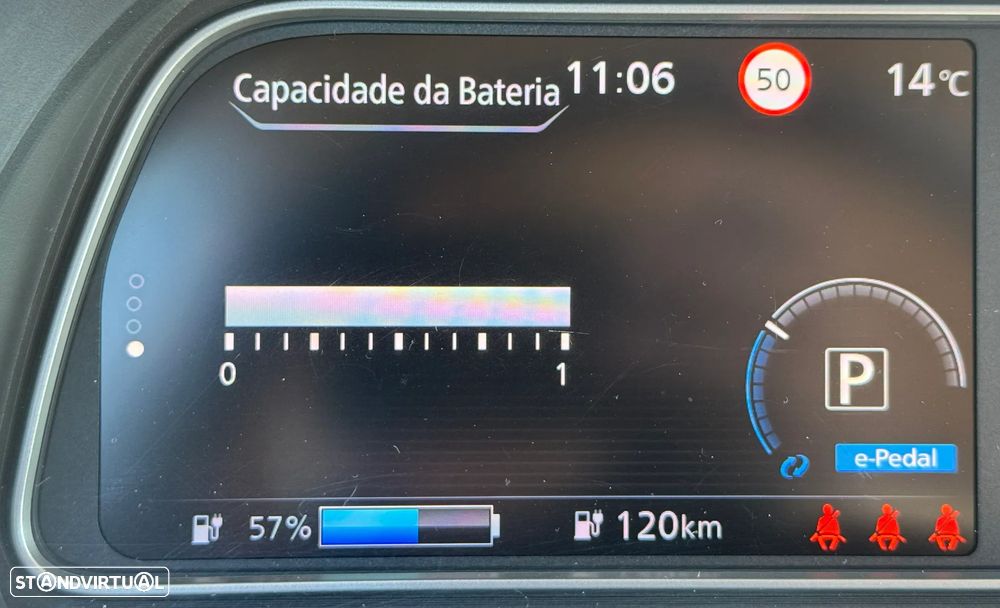 Capacidade da Bateria 11:06 50 14°C
0 1
P
e-Pedal
57% 120km
STANDVIRTUAL